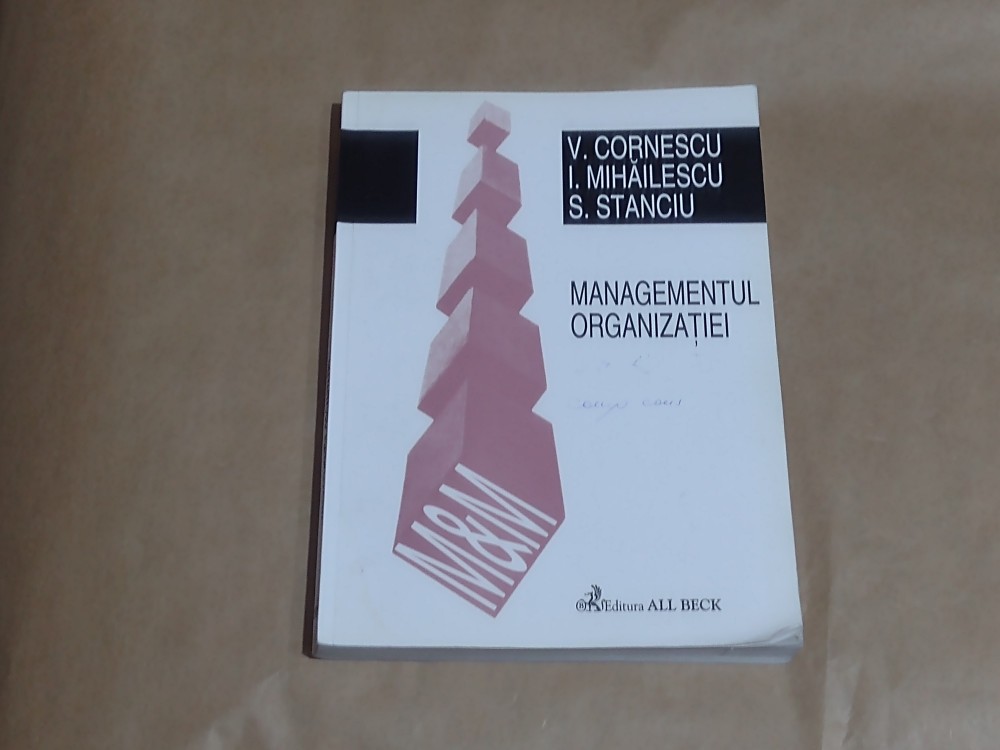 V. CORNESCU
I. MIHĂILESCU
S. STANCIU
MANAGEMENTUL
ORGANIZAȚIEI
M&M
Editura ALL BECK